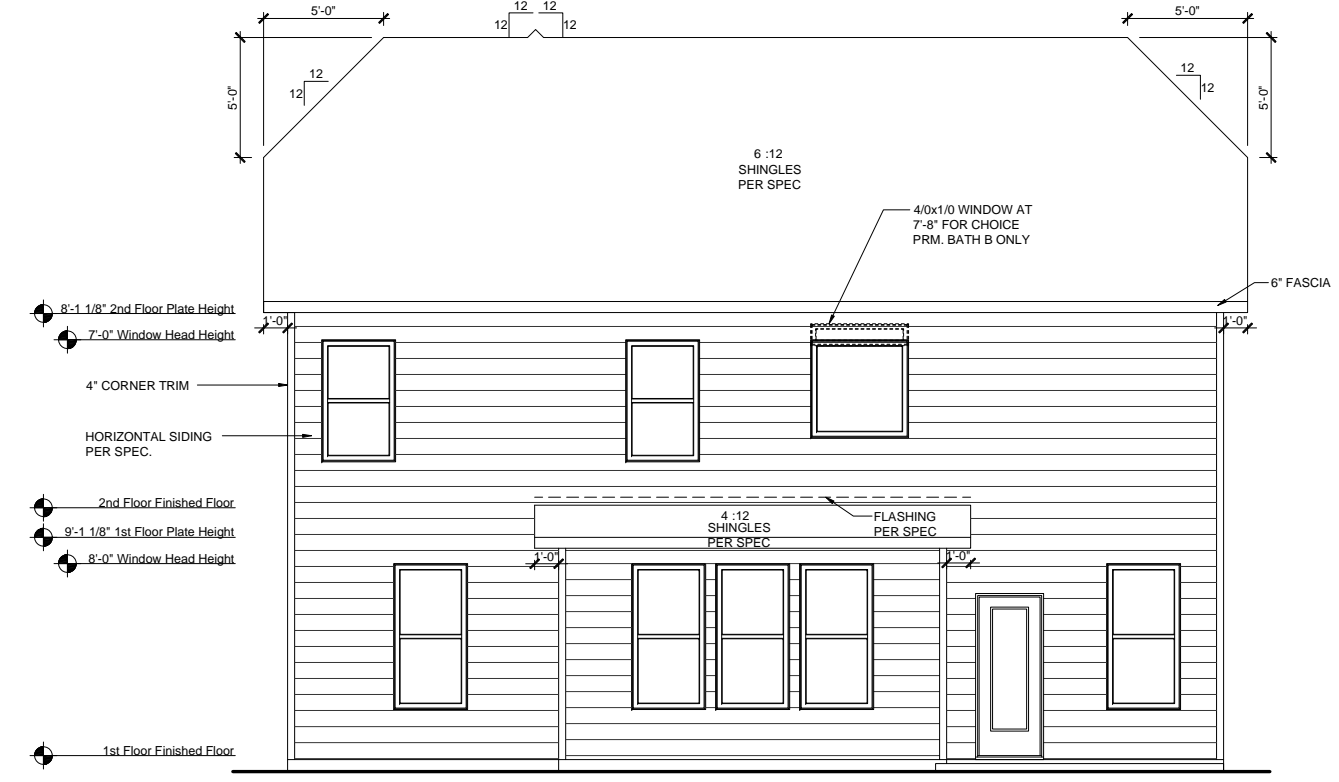 5'-0"
12 12
12 12
5'-0"
5'-0"
12
12
12
12
5'-0"
6 :12
SHINGLES
PER SPEC
4/0x1/0 WINDOW AT
7'-8" FOR CHOICE
PRM. BATH B ONLY
6" FASCIA
8'-1 1/8" 2nd Floor Plate Height
1'-0"
1'-0"
7'-0" Window Head Height
4" CORNER TRIM
HORIZONTAL SIDING
PER SPEC.
2nd Floor Finished Floor
4 :12
SHINGLES
PER SPEC
FLASHING
PER SPEC
9'-1 1/8" 1st Floor Plate Height
8'-0" Window Head Height
1'-0"
1'-0"
1st Floor Finished Floor